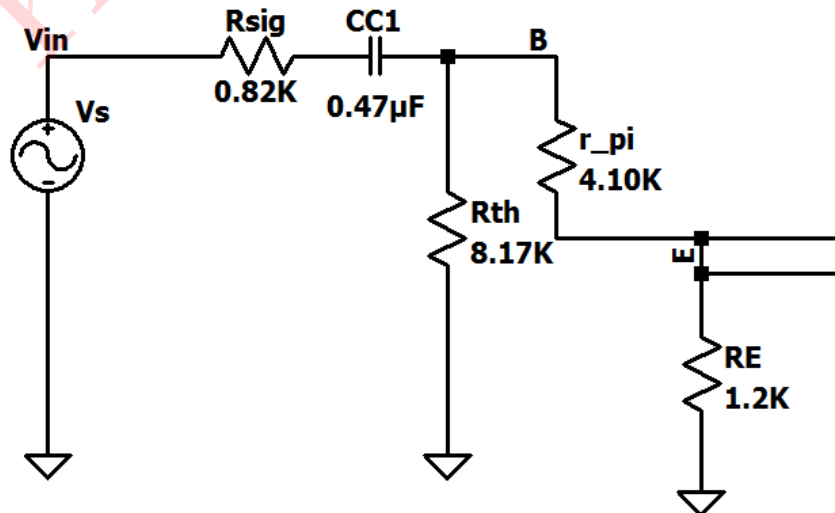 Vin
Rsig
CC1
B
0.82K
0.47µF
Vs
+
-
r_pi
4.10K
Rth
8.17K
E
RE
1.2K